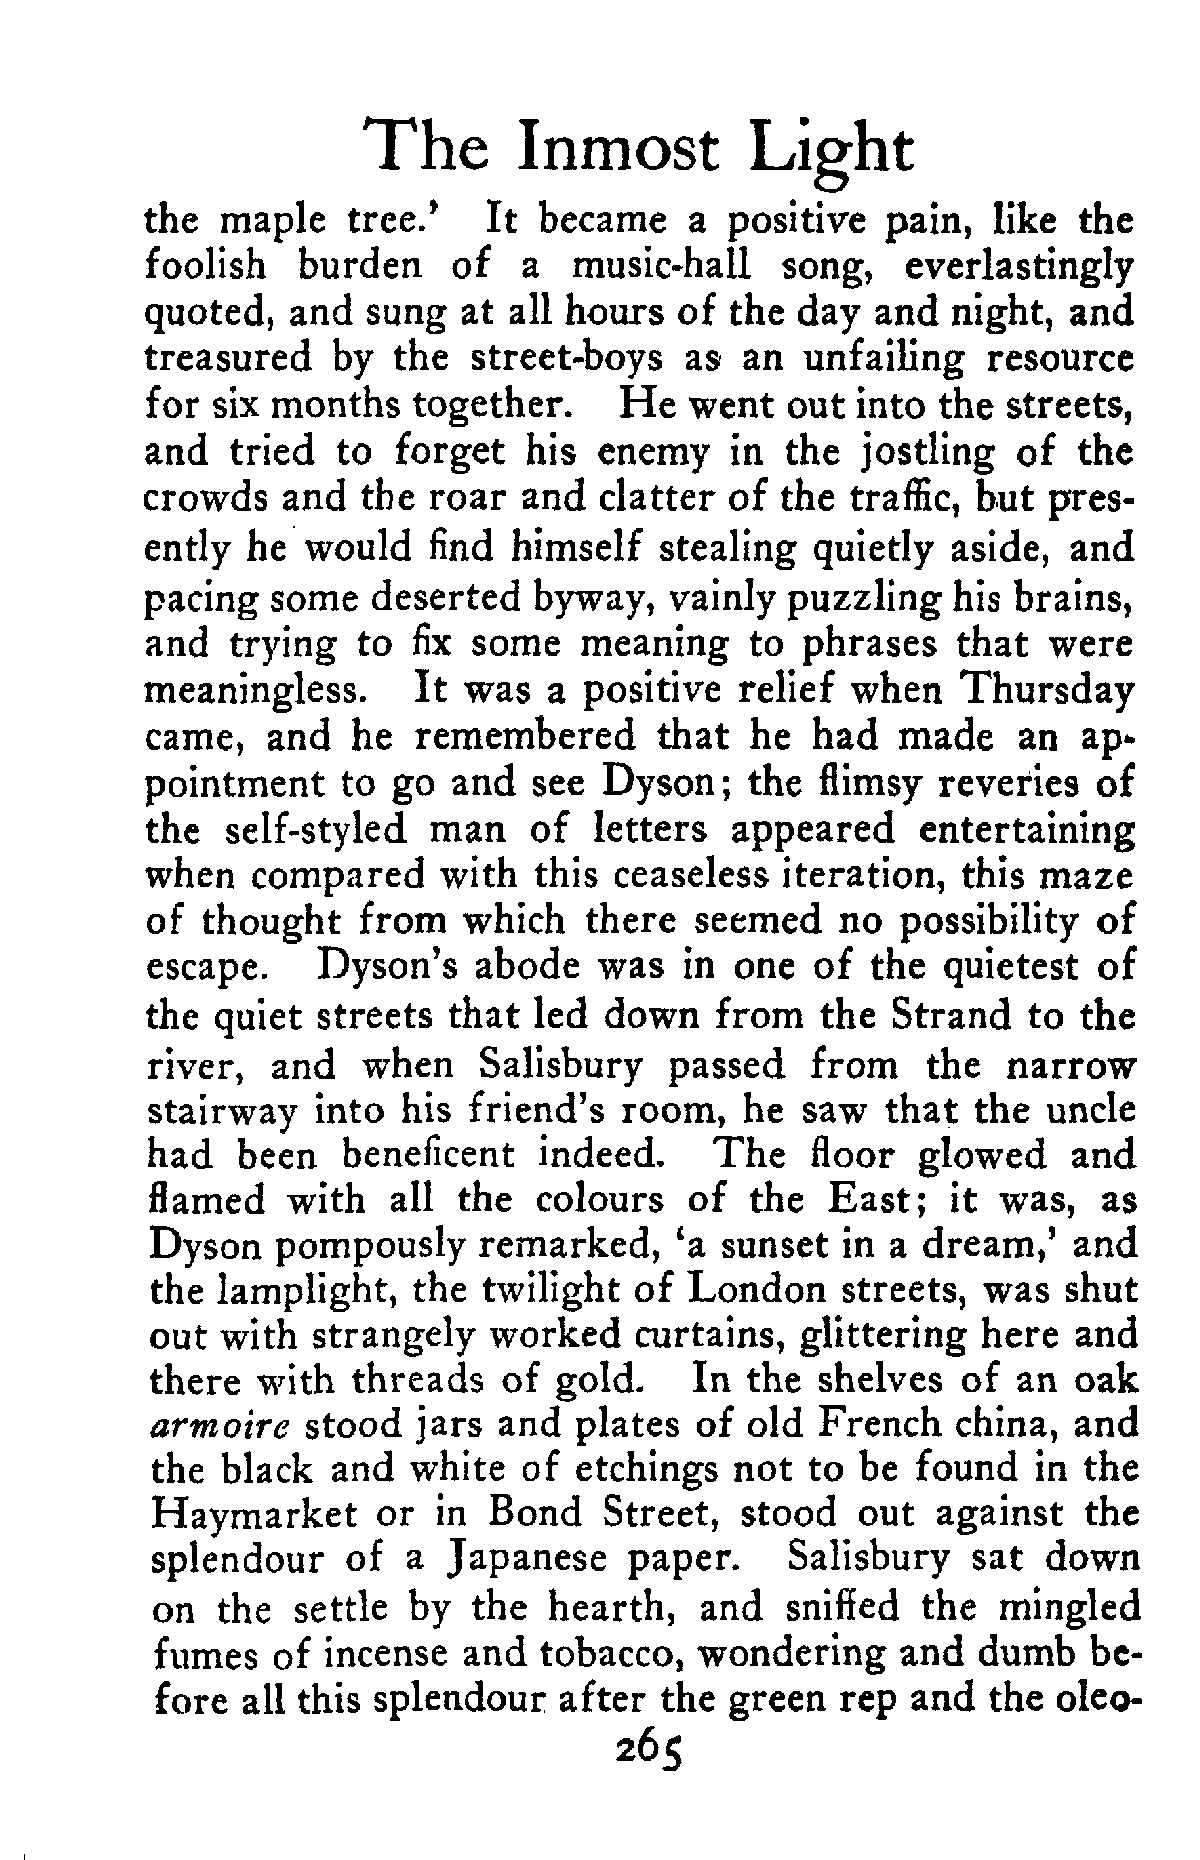 The Inmost Light
the maple tree.' It became a positive pain, like the
foolish burden of a music-hall song, everlastingly
quoted, and sung at all hours of the day and night, and
treasured by the street-boys as an unfailing resource
for six months together. He went out into the streets,
and tried to forget his enemy in the jostling of the
crowds and the roar and clatter of the traffic, but pres-
ently he would find himself stealing quietly aside, and
pacing some deserted byway, vainly puzzling his brains,
and trying to fix some meaning to phrases that were
meaningless. It was a positive relief when Thursday
came, and he remembered that he had made an ap-
pointment to go and see Dyson; the flimsy reveries of
the self-styled man of letters appeared entertaining
when compared with this ceaseless iteration, this maze
of thought from which there seemed no possibility of
escape. Dyson's abode was in one of the quietest of
the quiet streets that led down from the Strand to the
river, and when Salisbury passed from the narrow
stairway into his friend's room, he saw that the uncle
had been beneficent indeed. The floor glowed and
flamed with all the colours of the East; it was, as
Dyson pompously remarked, 'a sunset in a dream,' and
the lamplight, the twilight of London streets, was shut
out with strangely worked curtains, glittering here and
there with threads of gold. In the shelves of an oak
armoire stood jars and plates of old French china, and
the black and white of etchings not to be found in the
Haymarket or in Bond Street, stood out against the
splendour of a Japanese paper. Salisbury sat down
on the settle by the hearth, and sniffed the mingled
fumes of incense and tobacco, wondering and dumb be-
fore all this splendour after the green rep and the oleo-
265